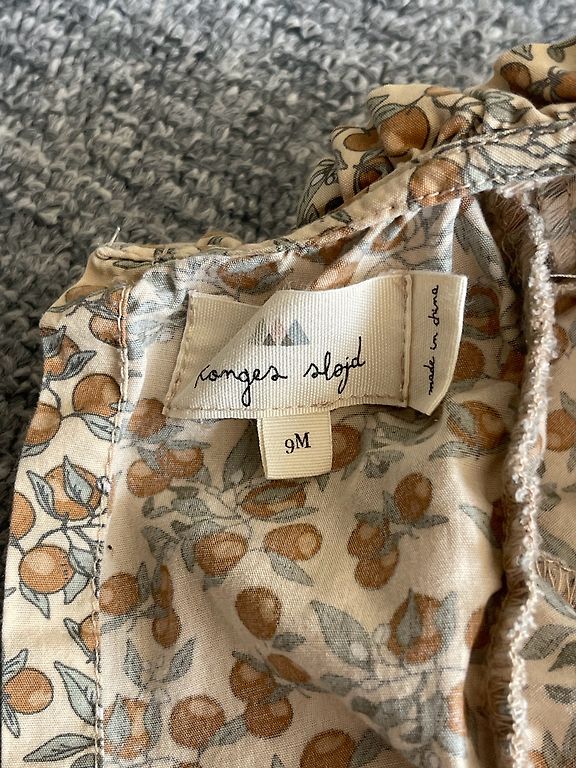 konges sløjd
made in china
9M